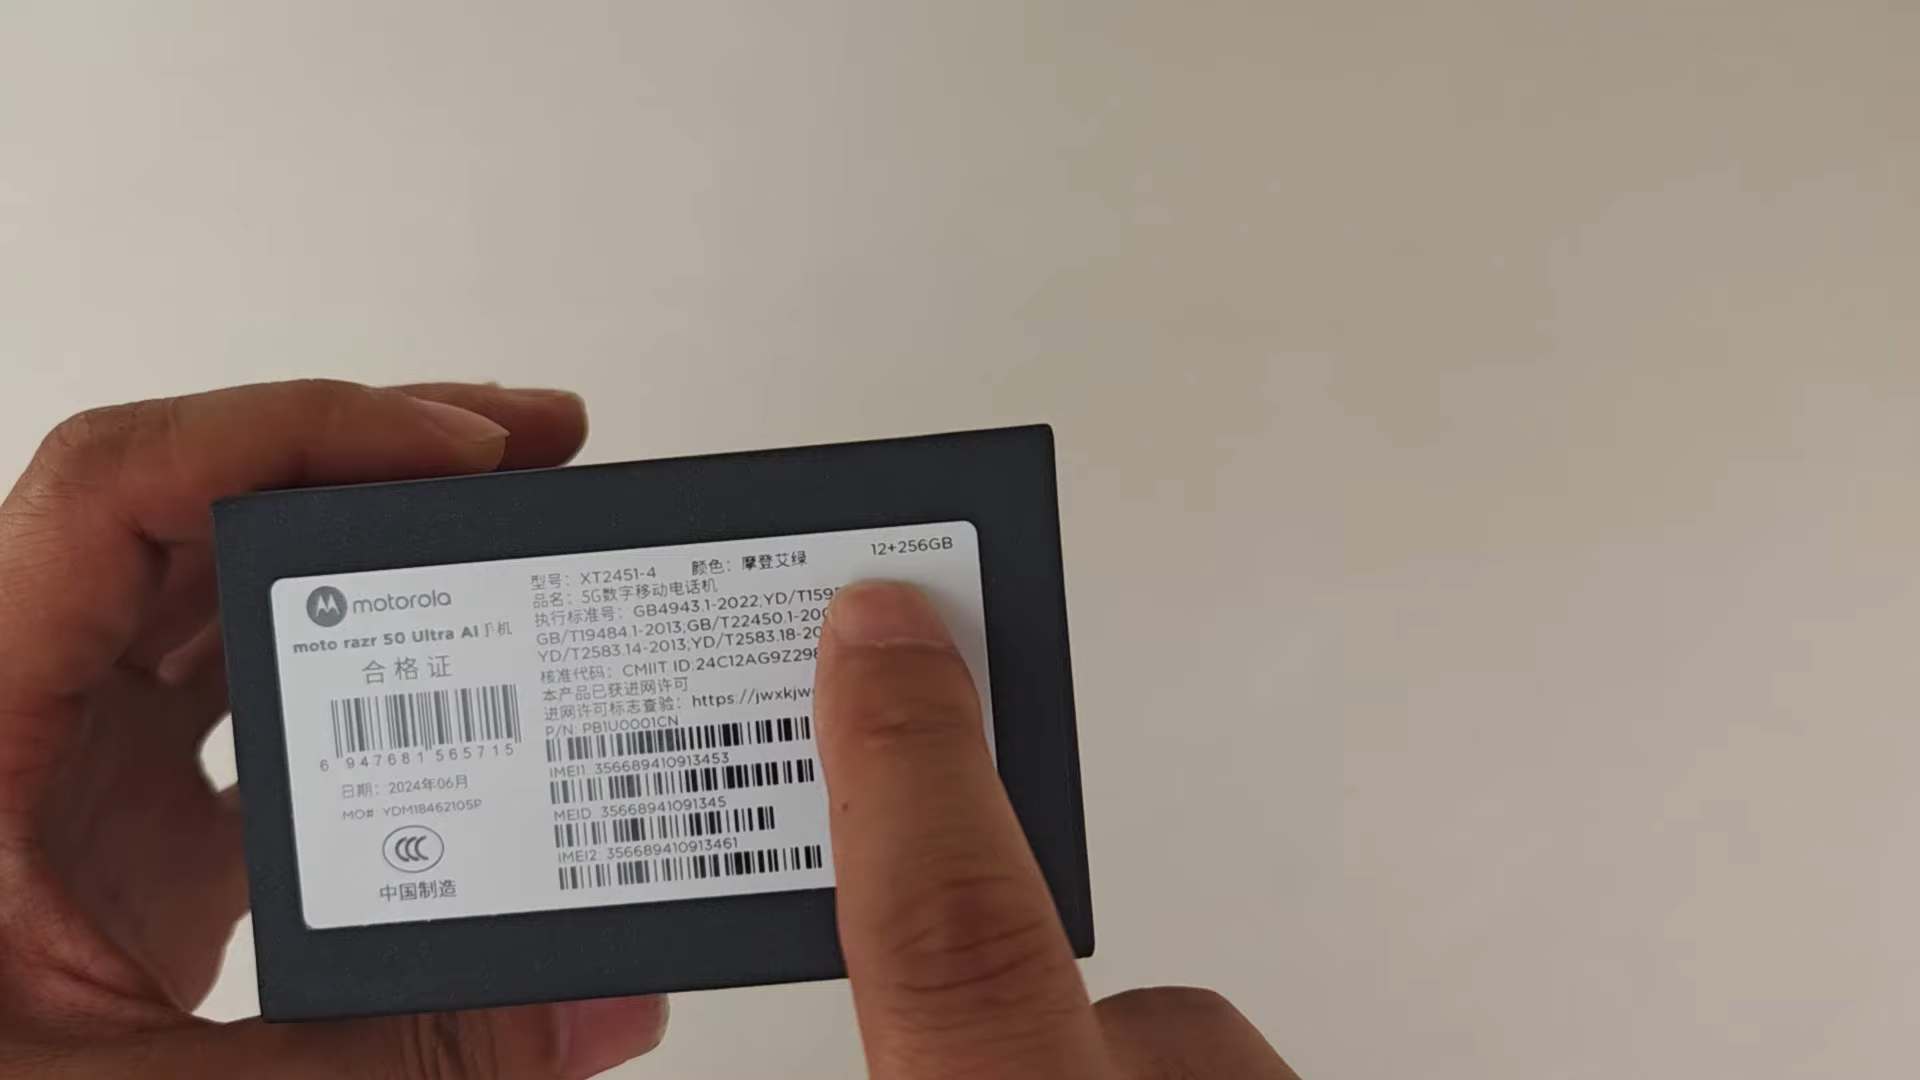 motorola
moto razr 50 Ultra AI手机
合格证
6 947681 565715
日期：2024年06月
MO# YDM18462105P
中国制造
型号：XT2451-4 颜色：摩登艾绿 12+256GB
品名：5G数字移动电话机
执行标准号：GB4943.1-2022;YD/T159
GB/T19484.1-2013;GB/T22450.1-200
YD/T2583.14-2013;YD/T2583.18-20
核准代码：CMIIT ID:24C12AG9Z298
本产品已获进网许可
进网许可标志查验：https://jwxkjw
P/N: PB1U0001CN
IMEI1: 356689410913453
MEID: 35668941091345
IMEI2: 356689410913461